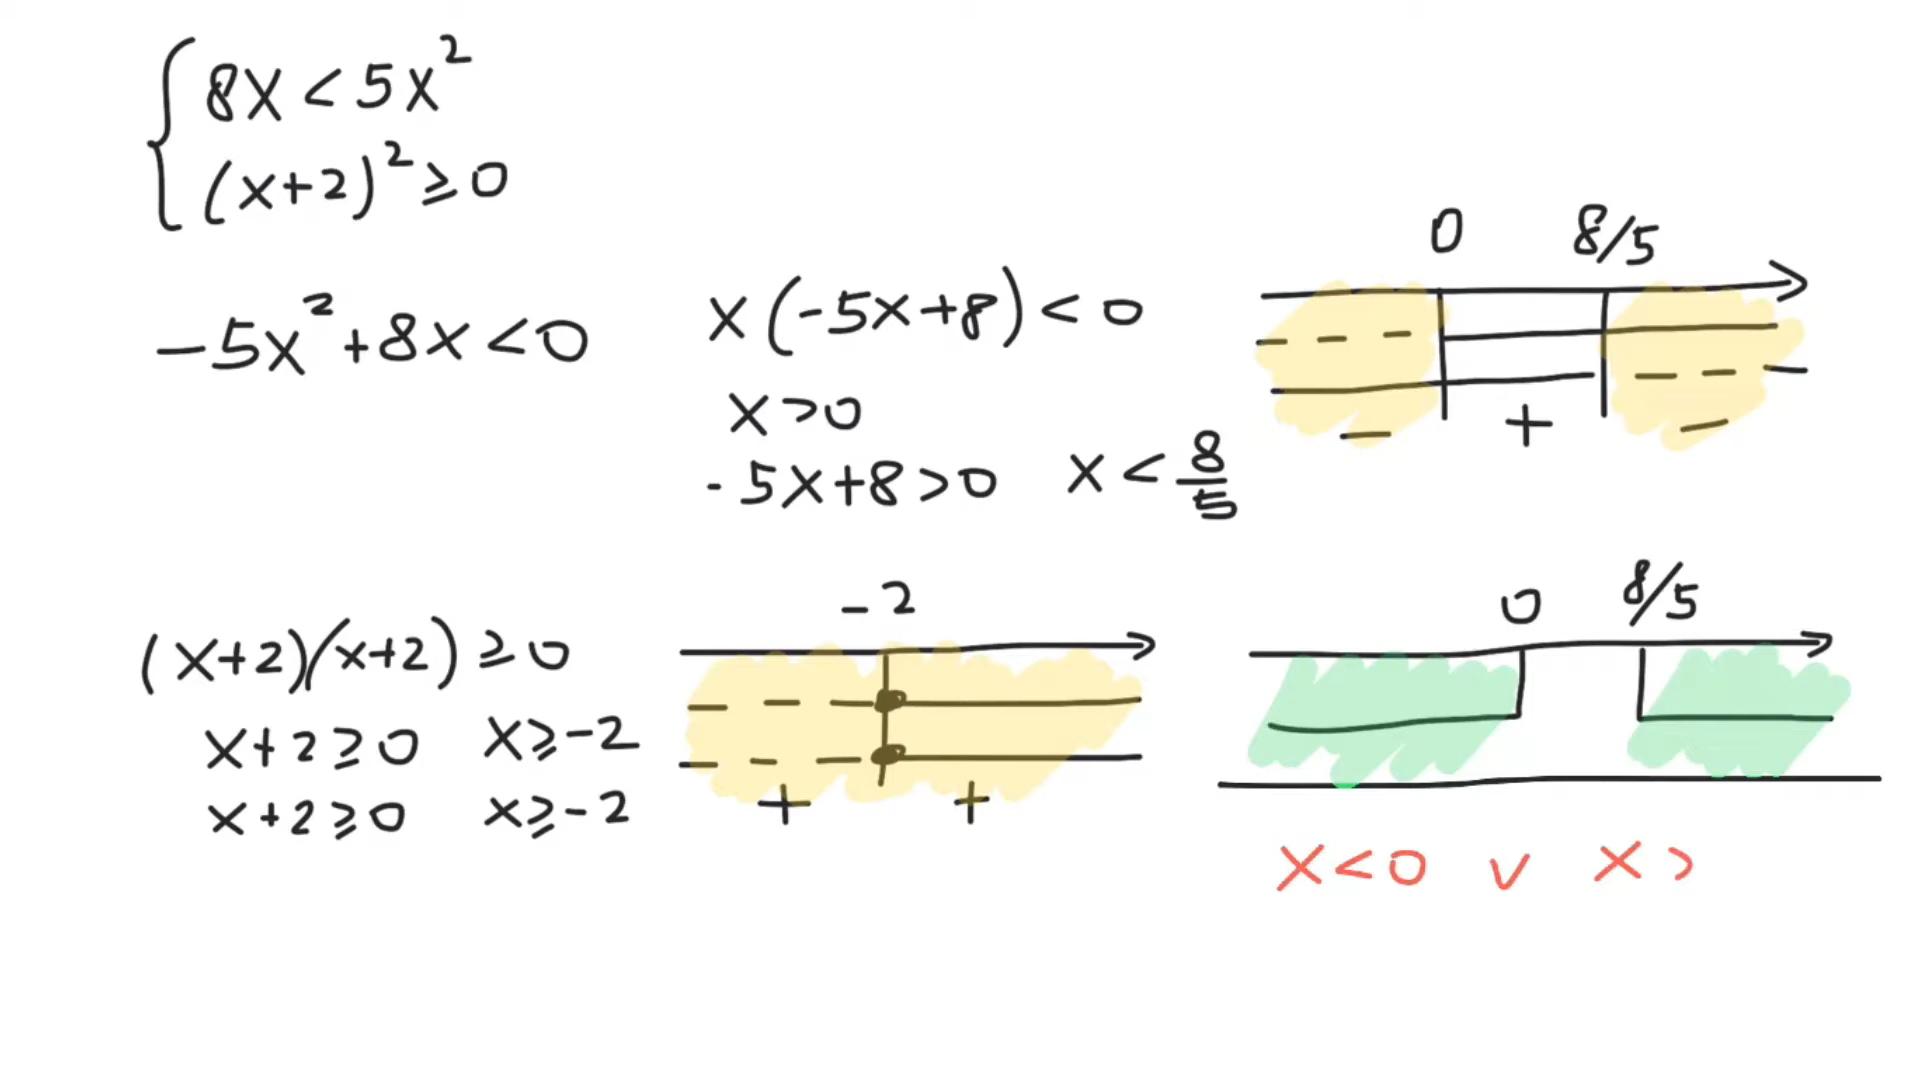 8x < 5x²
(x+2)² ≥ 0
-5x² + 8x < 0
x(-5x+8) < 0
x > 0
-5x+8 > 0 x < 8/5
0 8/5
- + -
(x+2)(x+2) ≥ 0
x+2 ≥ 0 x ≥ -2
x+2 ≥ 0 x ≥ -2
-2
+ +
0 8/5
x < 0 ∨ x >